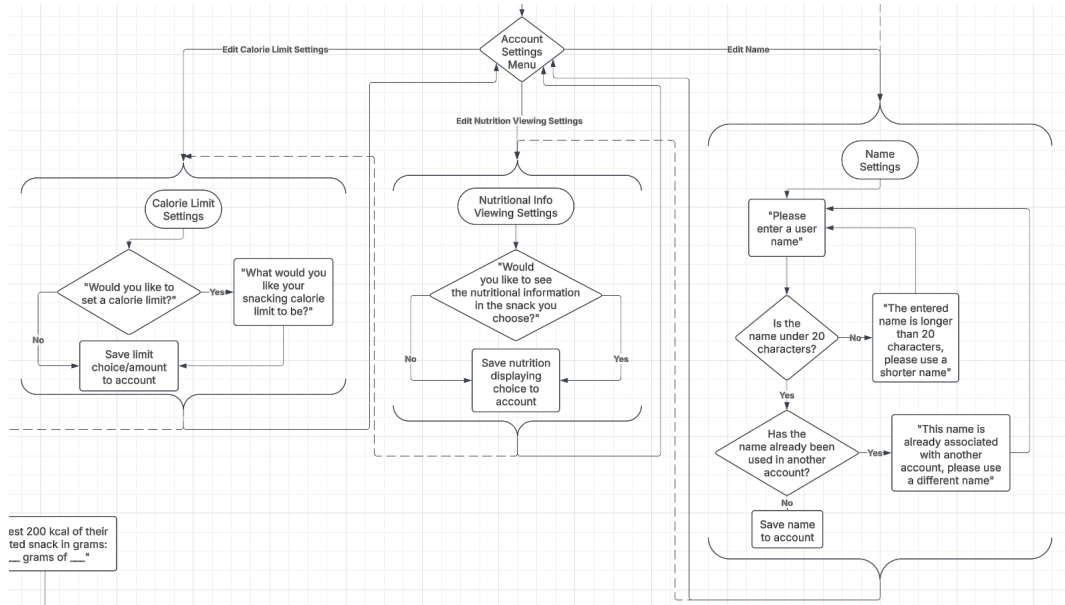 Account
Settings
Menu
Edit Calorie Limit Settings
Edit Name
Edit Nutrition Viewing Settings
Calorie Limit
Settings
"Would you like to
set a calorie limit?"
Yes
"What would you
like your
snacking calorie
limit to be?"
No
Save limit
choice/amount
to account
Nutritional Info
Viewing Settings
"Would
you like to see
the nutritional information
in the snack you
choose?"
No
Yes
Save nutrition
displaying
choice to
account
Name
Settings
"Please
enter a user
name"
Is the
name under 20
characters?
No
"The entered
name is longer
than 20
characters,
please use a
shorter name"
Yes
Has the
name already been
used in another
account?
Yes
"This name is
already associated
with another
account, please use
a different name"
No
Save name
to account
est 200 kcal of their
ted snack in grams:
__ grams of ___"